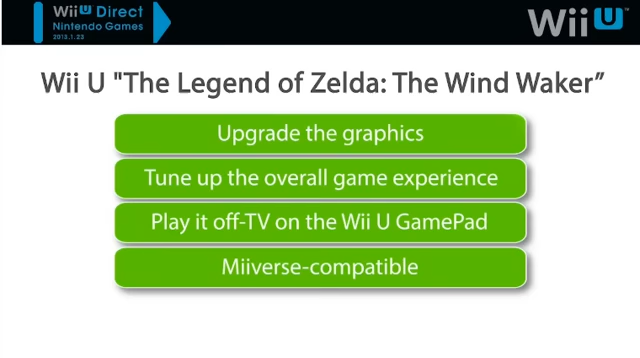 Wii U Direct
Nintendo Games
2013.1.23
Wii U
Wii U "The Legend of Zelda: The Wind Waker”
Upgrade the graphics
Tune up the overall game experience
Play it off-TV on the Wii U GamePad
Miiverse-compatible